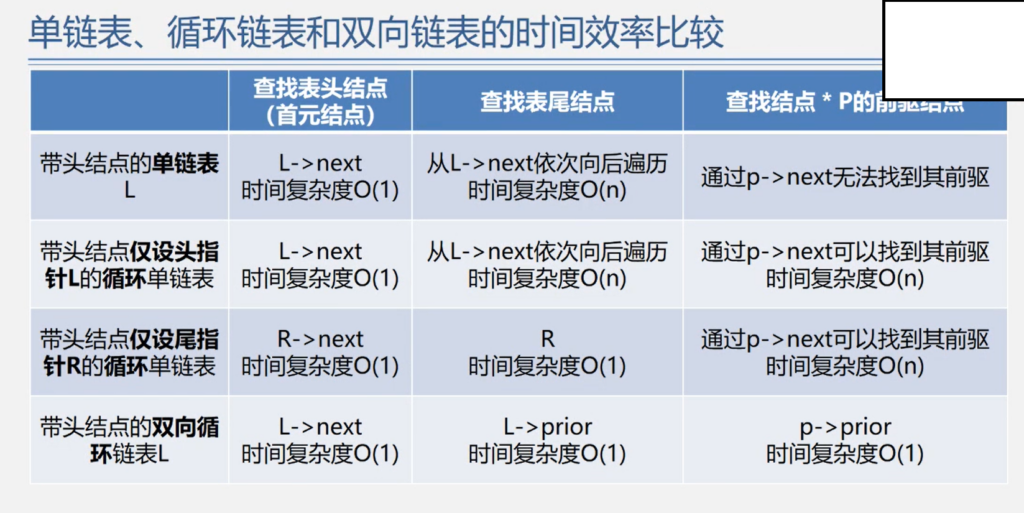 单链表、循环链表和双向链表的时间效率比较
查找表头结点
(首元结点)
查找表尾结点
查找结点 * P的前驱结点
带头结点的单链表
L
L->next
时间复杂度O(1)
从L->next依次向后遍历
时间复杂度O(n)
通过p->next无法找到其前驱
带头结点仅设头指
针L的循环单链表
L->next
时间复杂度O(1)
从L->next依次向后遍历
时间复杂度O(n)
通过p->next可以找到其前驱
时间复杂度O(n)
带头结点仅设尾指
针R的循环单链表
R->next
时间复杂度O(1)
R
时间复杂度O(1)
通过p->next可以找到其前驱
时间复杂度O(n)
带头结点的双向循
环链表L
L->next
时间复杂度O(1)
L->prior
时间复杂度O(1)
p->prior
时间复杂度O(1)